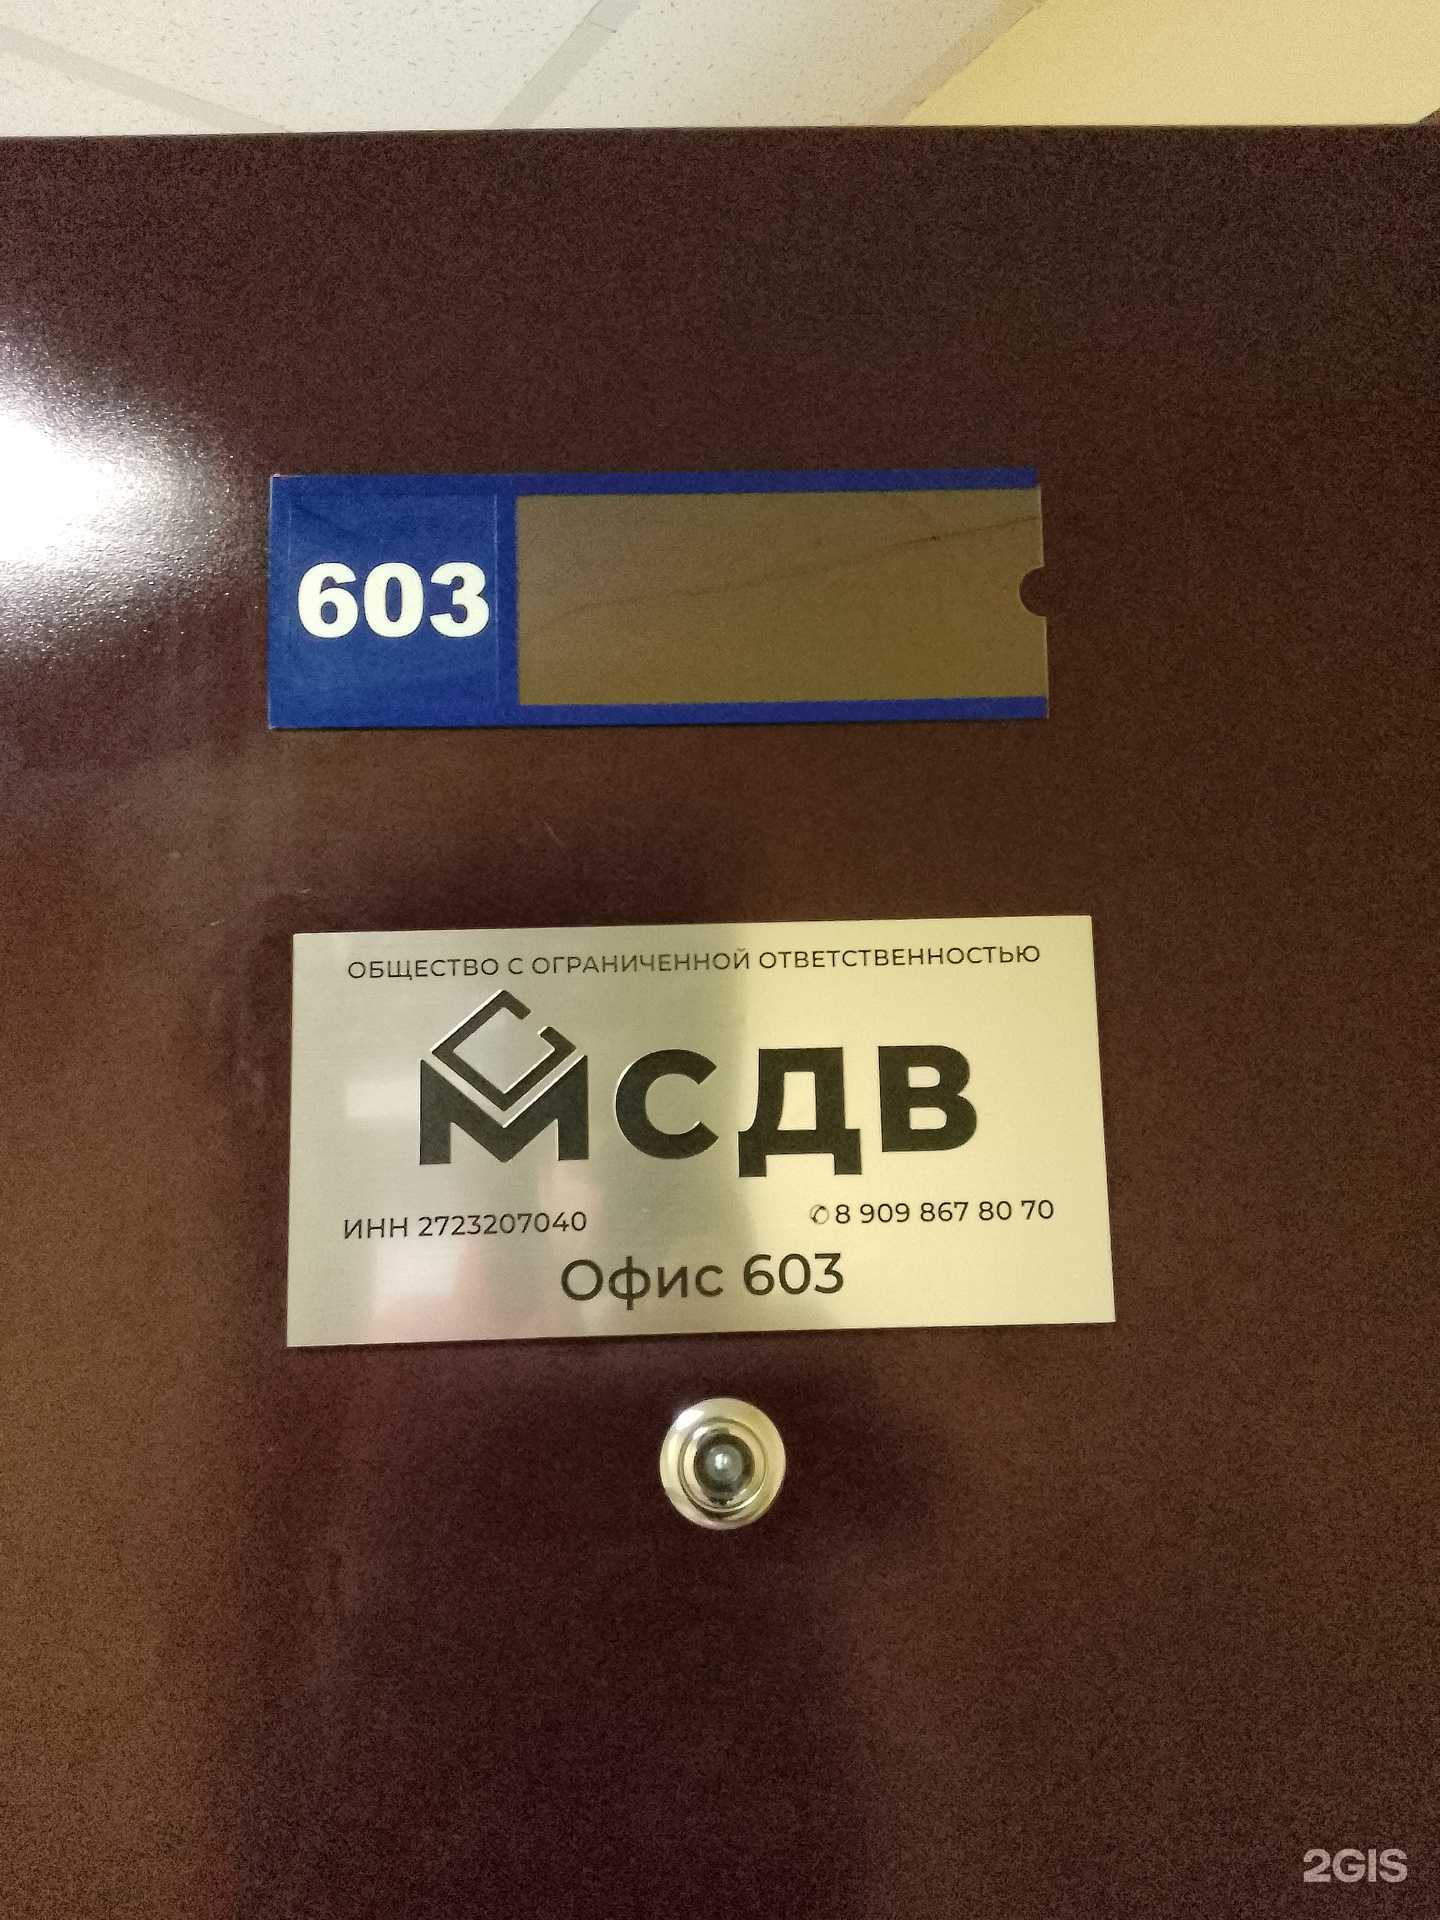 603
ОБЩЕСТВО С ОГРАНИЧЕННОЙ ОТВЕТСТВЕННОСТЬЮ
МСДВ
ИНН 2723207040 ✆8 909 867 80 70
Офис 603
2GIS